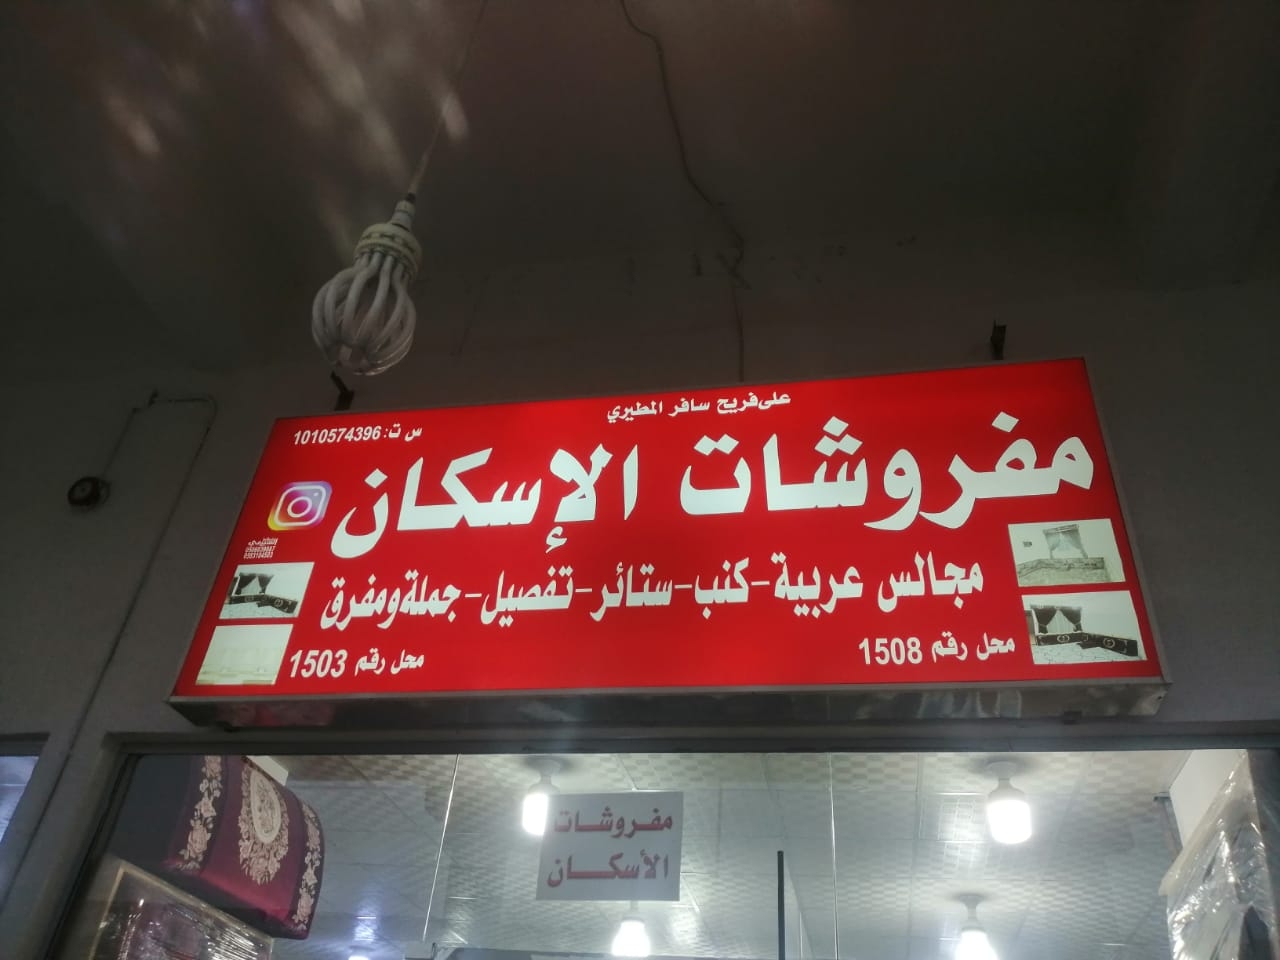 على فريح سافر المطيري
س ت: 1010574396
مفروشات الإسكان
مجالس عربية - كنب - ستائر - تفصيل - جملة ومفرق
محل رقم 1508
محل رقم 1503
مفروشات
الأسكان